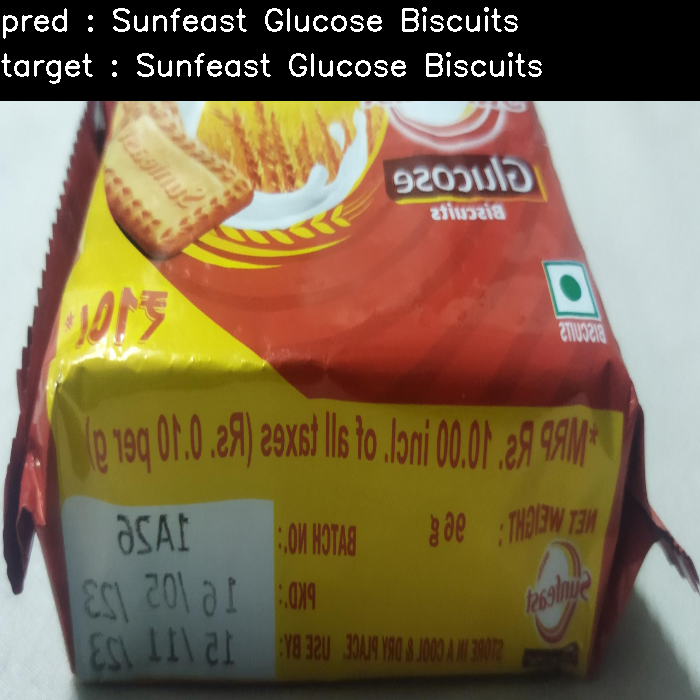 pred : Sunfeast Glucose Biscuits
target : Sunfeast Glucose Biscuits
Sunfeast
Glucose
Biscuits
₹10/*
BISCUITS
*MRP Rs. 10.00 incl. of all taxes (Rs. 0.10 per g)
NET WEIGHT: 96 g BATCH NO.: 1A26
PKD.: 16/05/23
Sunfeast
STORE IN A COOL & DRY PLACE. USE BY: 15/11/23